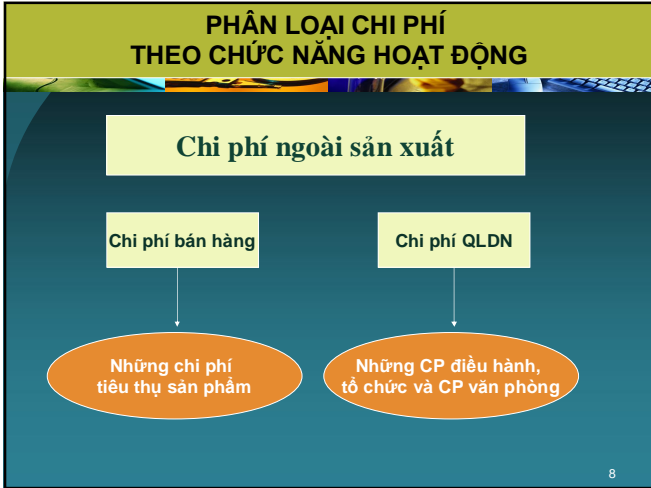 PHÂN LOẠI CHI PHÍ
THEO CHỨC NĂNG HOẠT ĐỘNG
Chi phí ngoài sản xuất
Chi phí bán hàng
Chi phí QLDN
Những chi phí
tiêu thụ sản phẩm
Những CP điều hành,
tổ chức và CP văn phòng
8